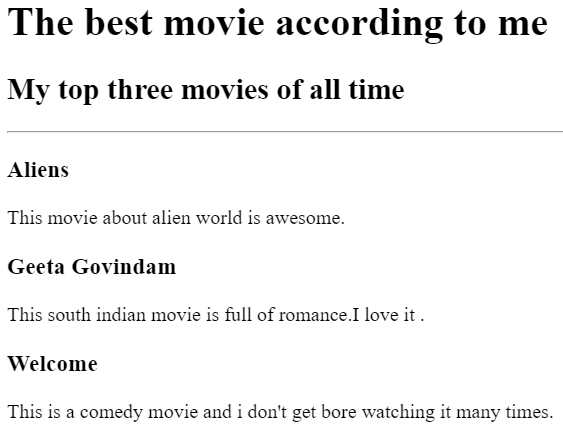 The best movie according to me
My top three movies of all time
Aliens
This movie about alien world is awesome.
Geeta Govindam
This south indian movie is full of romance.I love it .
Welcome
This is a comedy movie and i don't get bore watching it many times.